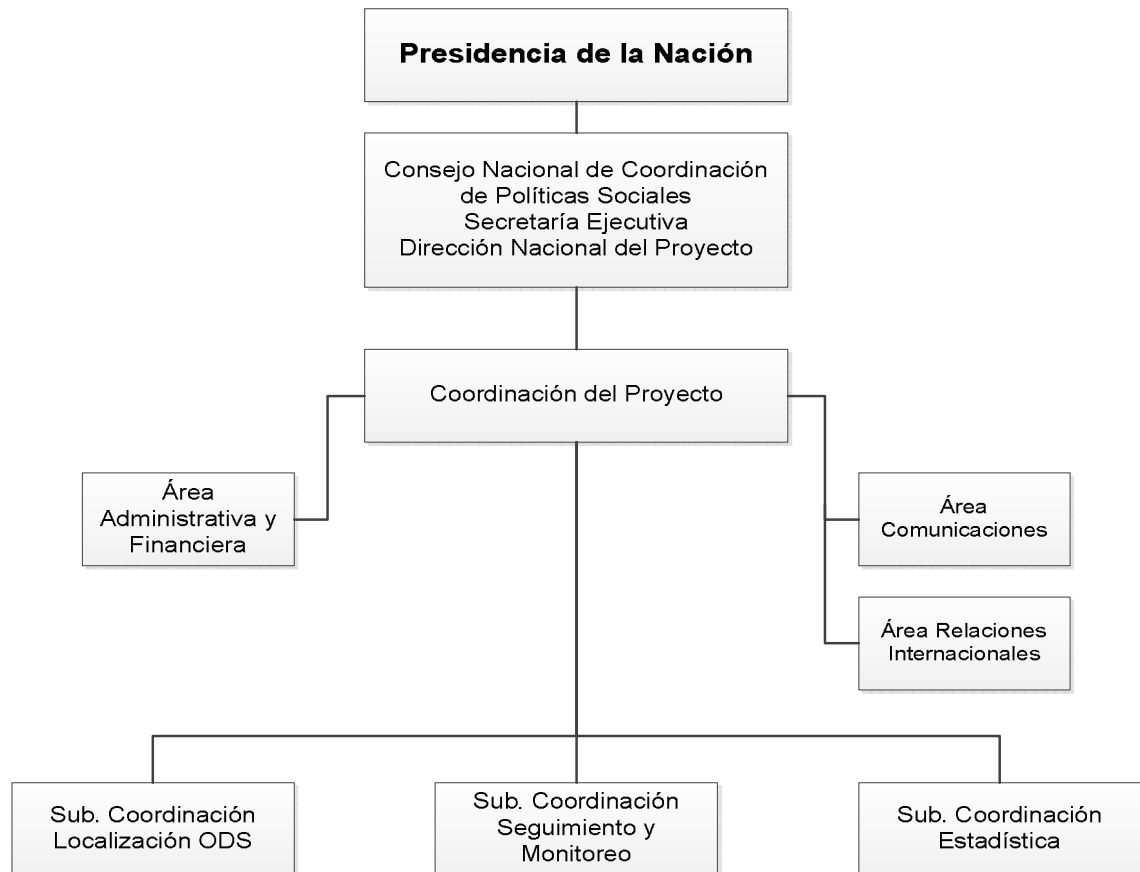 Presidencia de la Nación
Consejo Nacional de Coordinación
de Políticas Sociales
Secretaría Ejecutiva
Dirección Nacional del Proyecto
Coordinación del Proyecto
Área
Administrativa y
Financiera
Área
Comunicaciones
Área Relaciones
Internacionales
Sub. Coordinación
Localización ODS
Sub. Coordinación
Seguimiento y
Monitoreo
Sub. Coordinación
Estadística